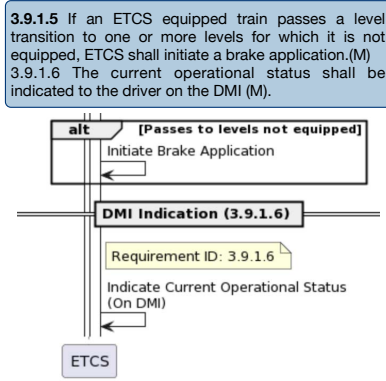 3.9.1.5 If an ETCS equipped train passes a level
transition to one or more levels for which it is not
equipped, ETCS shall initiate a brake application.(M)
3.9.1.6 The current operational status shall be
indicated to the driver on the DMI (M).
alt [Passes to levels not equipped]
Initiate Brake Application
DMI Indication (3.9.1.6)
Requirement ID: 3.9.1.6
Indicate Current Operational Status
(On DMI)
ETCS